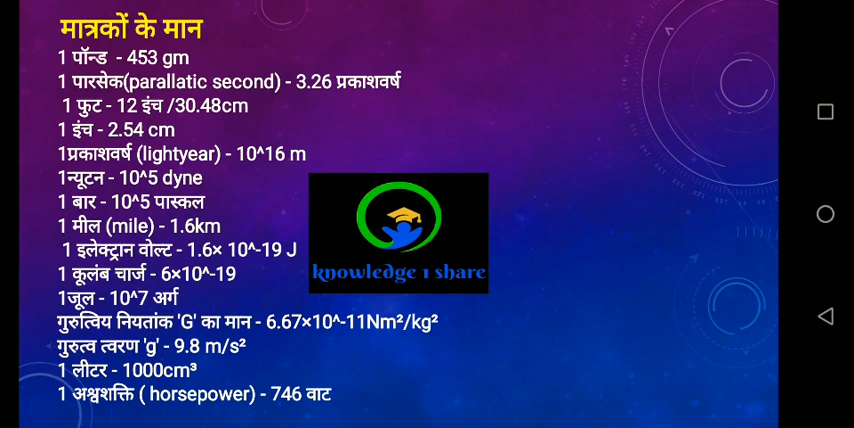 मात्रकों के मान
1 पॉन्ड - 453 gm
1 पारसेक(parallatic second) - 3.26 प्रकाशवर्ष
1 फुट - 12 इंच /30.48cm
1 इंच - 2.54 cm
1प्रकाशवर्ष (lightyear) - 10^16 m
1न्यूटन - 10^5 dyne
1 बार - 10^5 पास्कल
1 मील (mile) - 1.6km
1 इलेक्ट्रान वोल्ट - 1.6× 10^-19 J
1 कूलंब चार्ज - 6×10^-19
1जूल - 10^7 अर्ग
गुरुत्विय नियतांक 'G' का मान - 6.67×10^-11Nm²/kg²
गुरुत्व त्वरण 'g' - 9.8 m/s²
1 लीटर - 1000cm³
1 अश्वशक्ति ( horsepower) - 746 वाट
knowledge 1 share